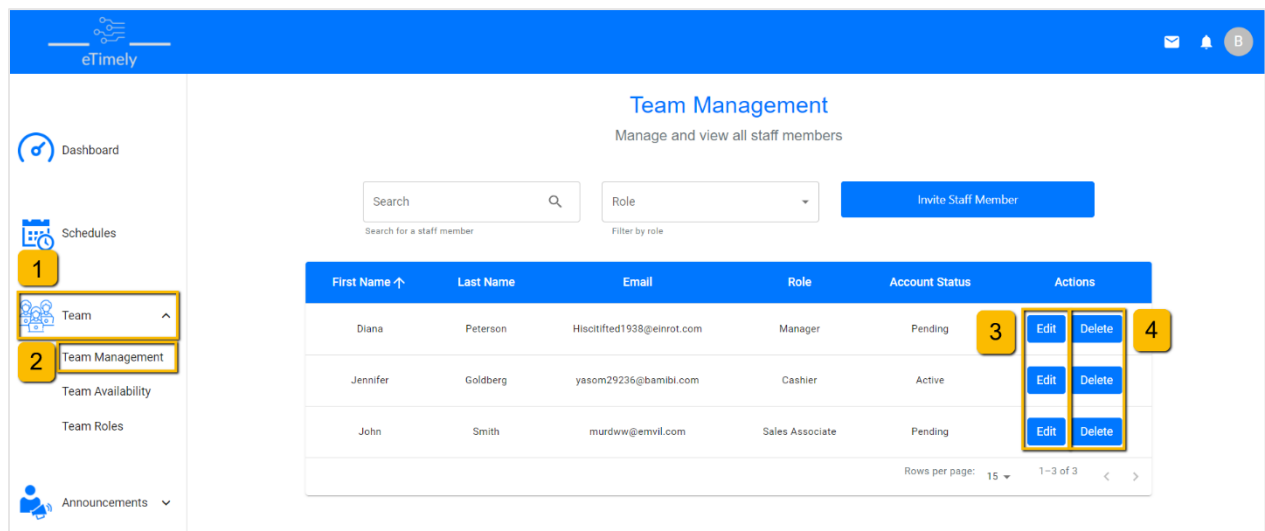 eTimely
B
Team Management
Manage and view all staff members
Dashboard
Search
Role
Invite Staff Member
Search for a staff member
Filter by role
Schedules
1
First Name Last Name Email Role Account Status Actions
Team
Diana Peterson Hiscitifted1938@einrot.com Manager Pending 3 Edit Delete 4
2 Team Management
Jennifer Goldberg yasom29236@bamibi.com Cashier Active Edit Delete
Team Availability
Team Roles
John Smith murdww@emvil.com Sales Associate Pending Edit Delete
Rows per page: 15 1–3 of 3
Announcements